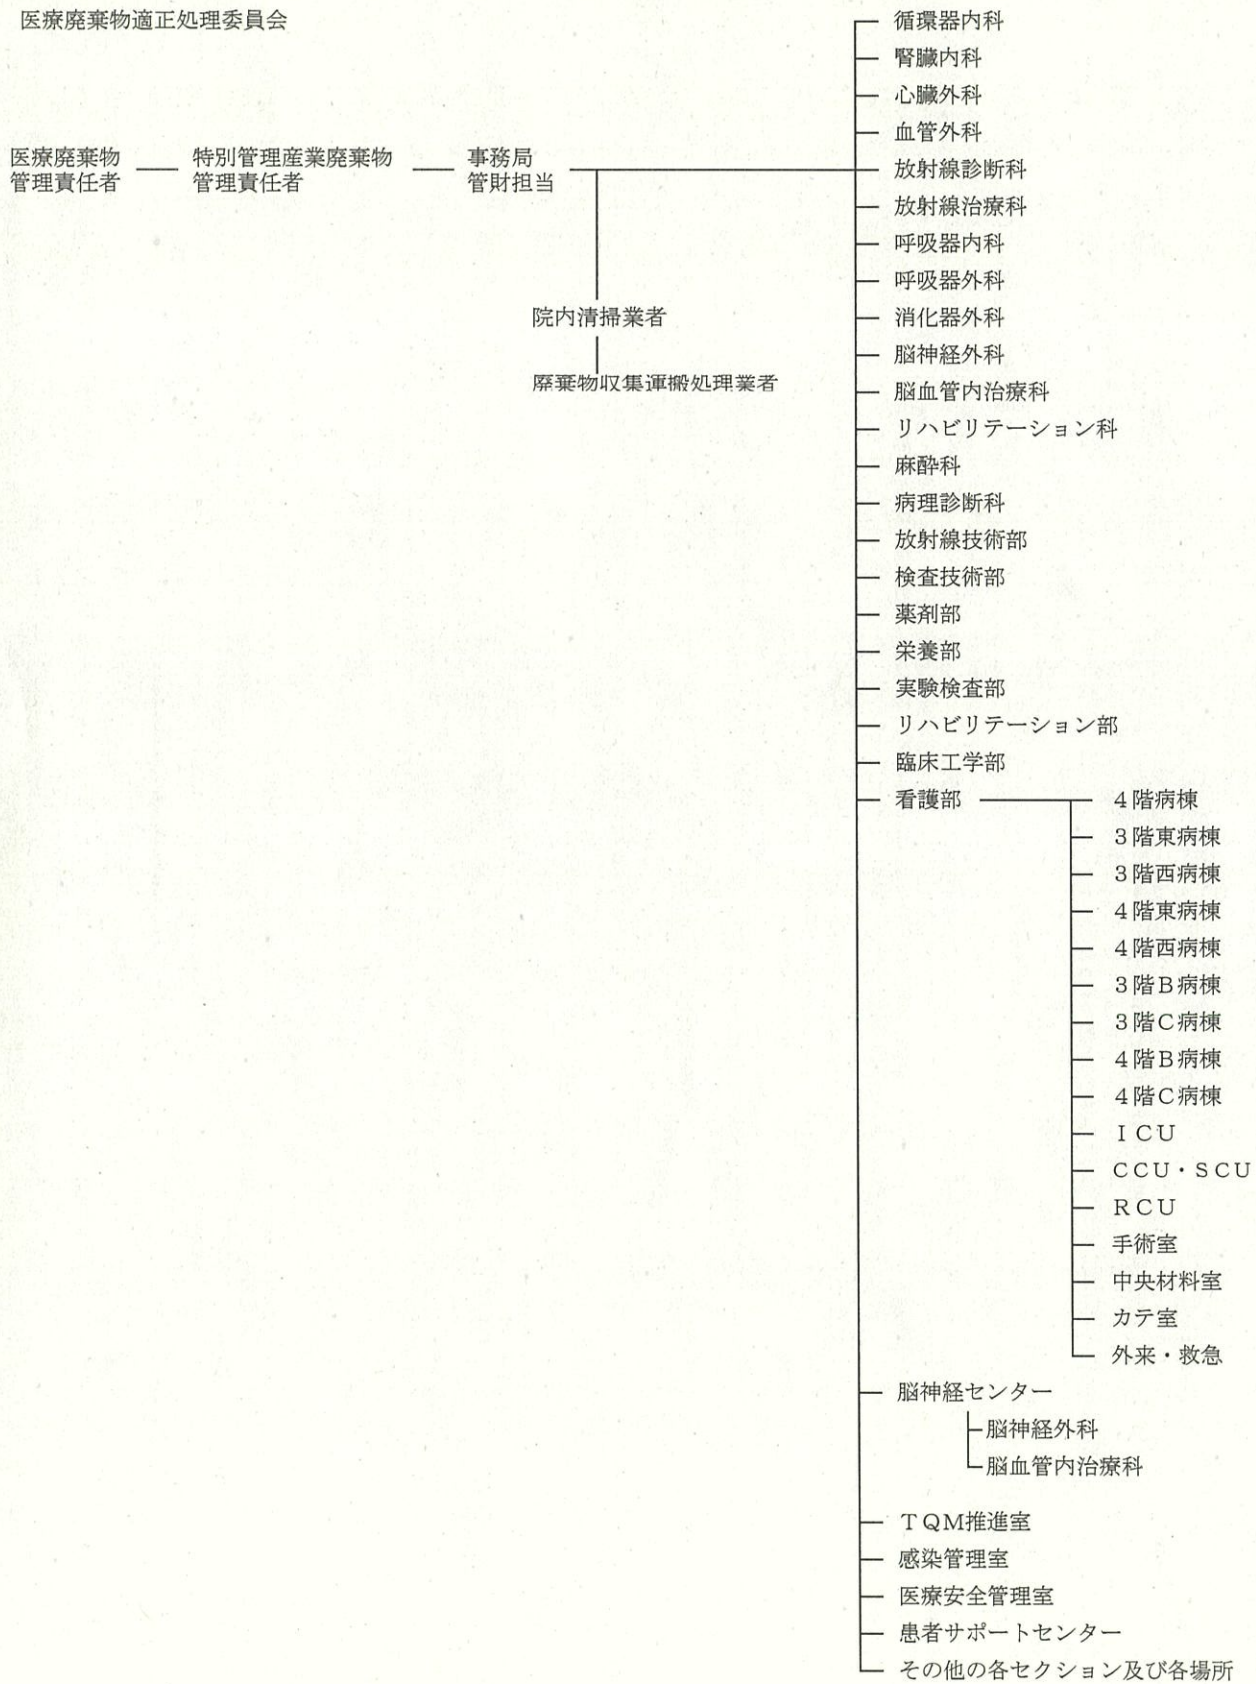 医療廃棄物適正処理委員会
医療廃棄物
管理責任者
特別管理産業廃棄物
管理責任者
事務局
管財担当
院内清掃業者
廃棄物収集運搬処理業者
循環器内科
腎臓内科
心臓外科
血管外科
放射線診断科
放射線治療科
呼吸器内科
呼吸器外科
消化器外科
脳神経外科
脳血管内治療科
リハビリテーション科
麻酔科
病理診断科
放射線技術部
検査技術部
薬剤部
栄養部
実験検査部
リハビリテーション部
臨床工学部
看護部
4階病棟
3階東病棟
3階西病棟
4階東病棟
4階西病棟
3階B病棟
3階C病棟
4階B病棟
4階C病棟
ICU
CCU・SCU
RCU
手術室
中央材料室
カテ室
外来・救急
脳神経センター
脳神経外科
脳血管内治療科
TQM推進室
感染管理室
医療安全管理室
患者サポートセンター
その他の各セクション及び各場所